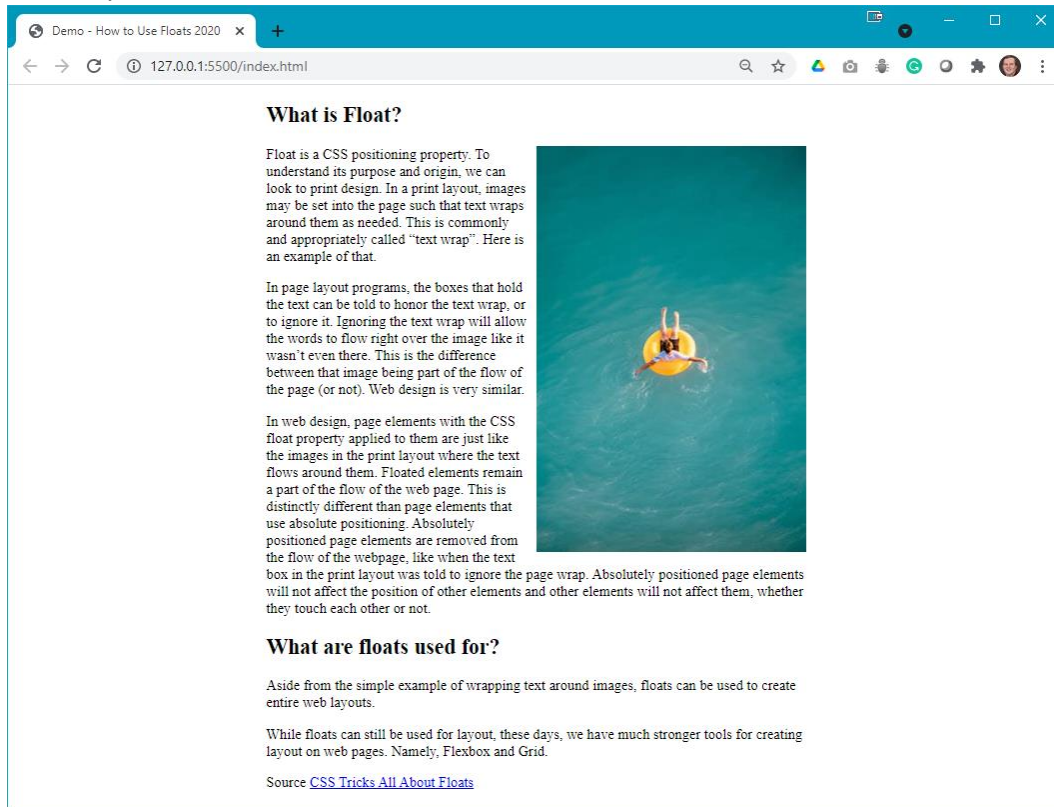 Demo - How to Use Floats 2020
127.0.0.1:5500/index.html
What is Float?
Float is a CSS positioning property. To
understand its purpose and origin, we can
look to print design. In a print layout, images
may be set into the page such that text wraps
around them as needed. This is commonly
and appropriately called “text wrap”. Here is
an example of that.
In page layout programs, the boxes that hold
the text can be told to honor the text wrap, or
to ignore it. Ignoring the text wrap will allow
the words to flow right over the image like it
wasn’t even there. This is the difference
between that image being part of the flow of
the page (or not). Web design is very similar.
In web design, page elements with the CSS
float property applied to them are just like
the images in the print layout where the text
flows around them. Floated elements remain
a part of the flow of the web page. This is
distinctly different than page elements that
use absolute positioning. Absolutely
positioned page elements are removed from
the flow of the webpage, like when the text
box in the print layout was told to ignore the page wrap. Absolutely positioned page elements
will not affect the position of other elements and other elements will not affect them, whether
they touch each other or not.
What are floats used for?
Aside from the simple example of wrapping text around images, floats can be used to create
entire web layouts.
While floats can still be used for layout, these days, we have much stronger tools for creating
layout on web pages. Namely, Flexbox and Grid.
Source CSS Tricks All About Floats